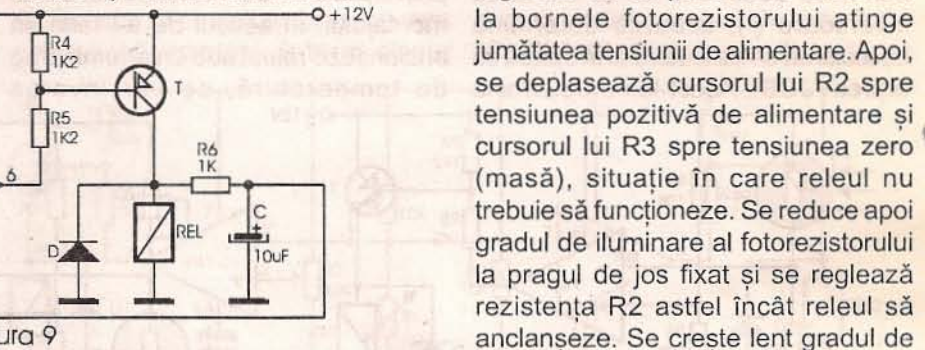 +12V
R4
1K2
T
R5
1K2
6
R6
1K
REL
C
+
10uF
D
ura 9
la bornele fotorezistorului atinge
jumătatea tensiunii de alimentare. Apoi,
se deplasează cursorul lui R2 spre
tensiunea pozitivă de alimentare și
cursorul lui R3 spre tensiunea zero
(masă), situație în care releul nu
trebuie să funcționeze. Se reduce apoi
gradul de iluminare al fotorezistorului
la pragul de jos fixat și se reglează
rezistența R2 astfel încât releul să
anclanșeze. Se crește lent gradul de